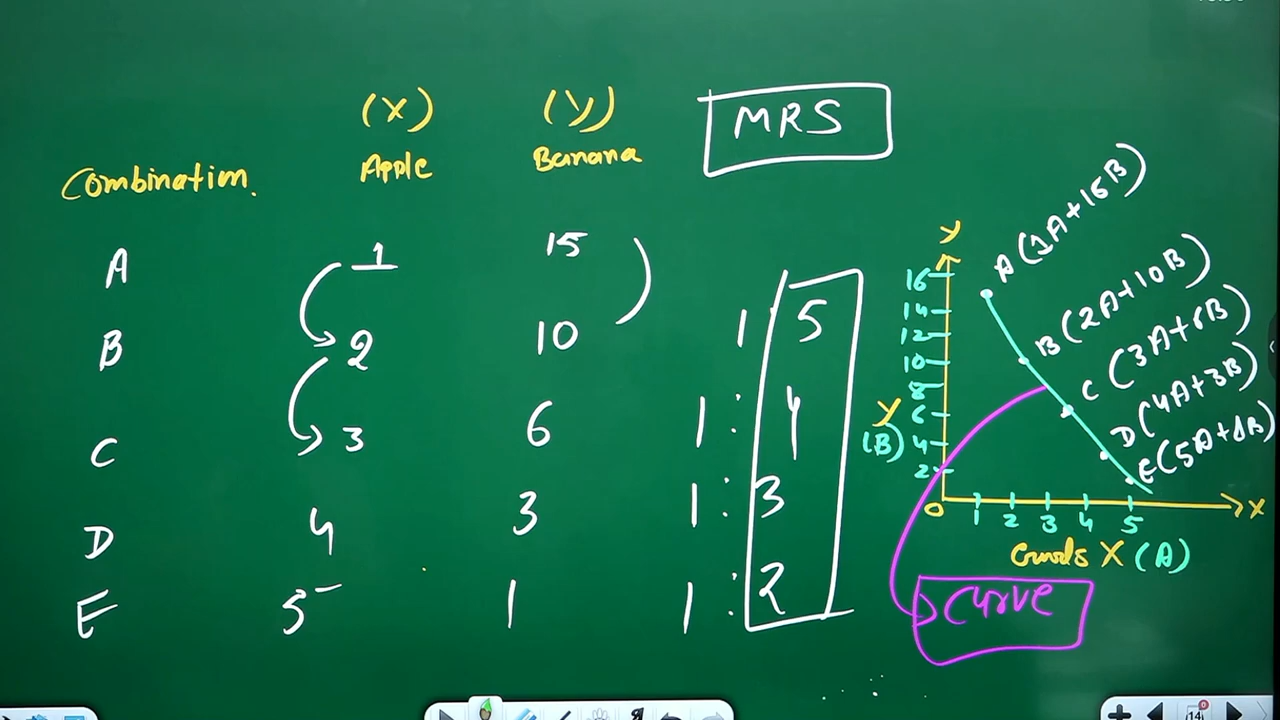 (X) (Y) MRS
Combination. Apple Banana
A 1 15
B 2 10 1 5
C 3 6 1: 4
D 4 3 1: 3
E 5 1 1: 2
Y
16
14
12
10
8
6
4
2
0
Y
(B)
A (1A+15B)
B (2A+10B)
C (3A+6B)
D (4A+3B)
E (5A+1B)
1 2 3 4 5
X
X (A)
Curve
14